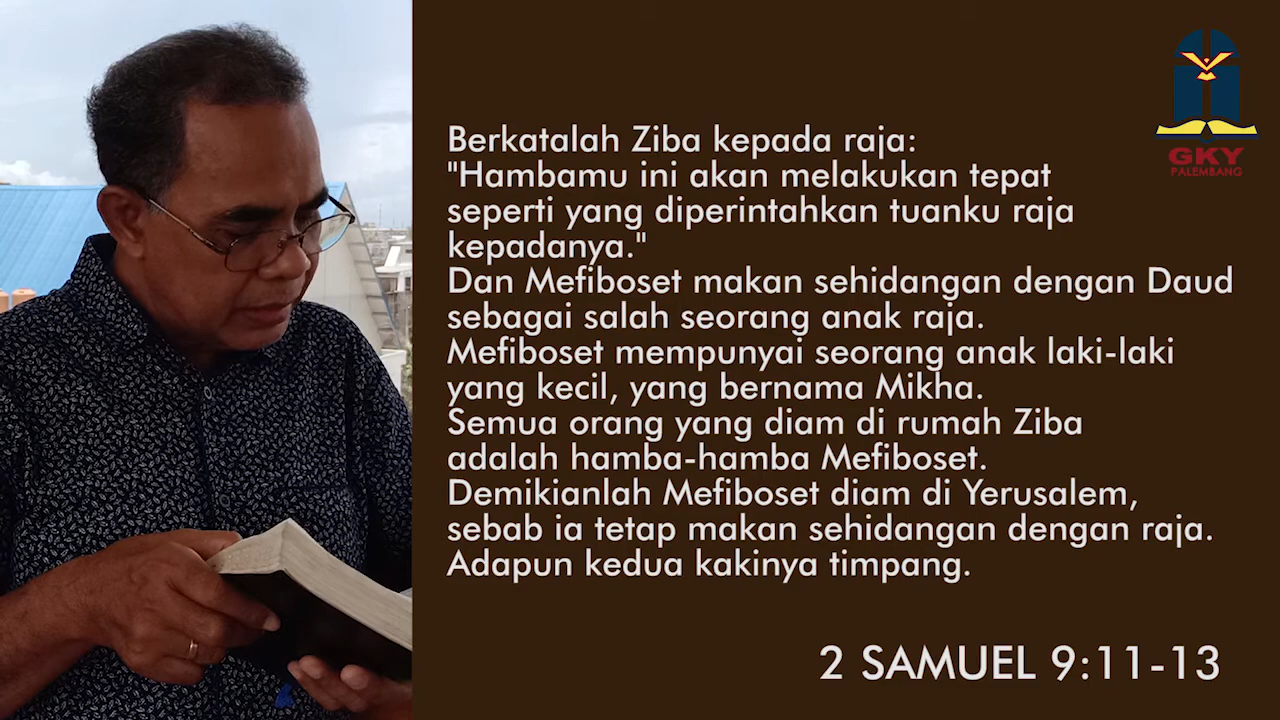 GKY
PALEMBANG
Berkatalah Ziba kepada raja:
"Hambamu ini akan melakukan tepat
seperti yang diperintahkan tuanku raja
kepadanya."
Dan Mefiboset makan sehidangan dengan Daud
sebagai salah seorang anak raja.
Mefiboset mempunyai seorang anak laki-laki
yang kecil, yang bernama Mikha.
Semua orang yang diam di rumah Ziba
adalah hamba-hamba Mefiboset.
Demikianlah Mefiboset diam di Yerusalem,
sebab ia tetap makan sehidangan dengan raja.
Adapun kedua kakinya timpang.
2 SAMUEL 9:11-13